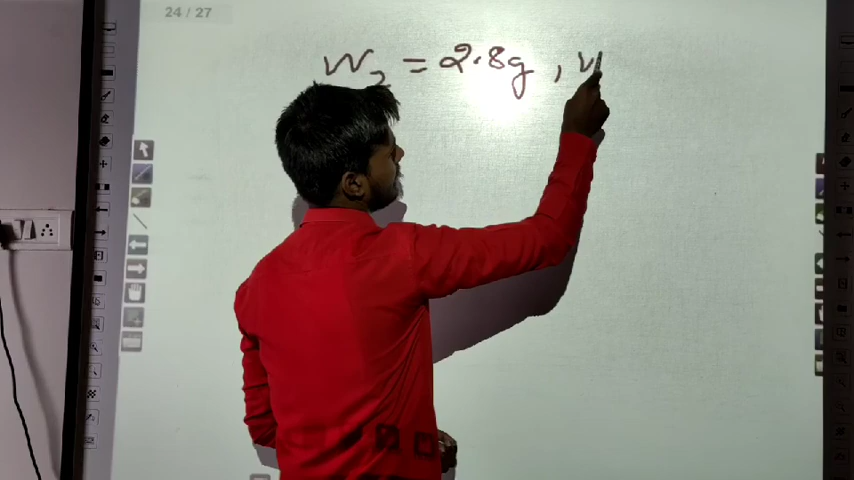 24 / 27
W₂ = 2.8g ,